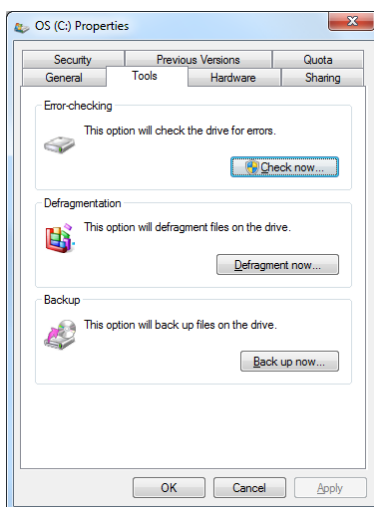 OS (C:) Properties
Security Previous Versions Quota
General Tools Hardware Sharing
Error-checking
This option will check the drive for errors.
Check now...
Defragmentation
This option will defragment files on the drive.
Defragment now...
Backup
This option will back up files on the drive.
Back up now...
OK Cancel Apply